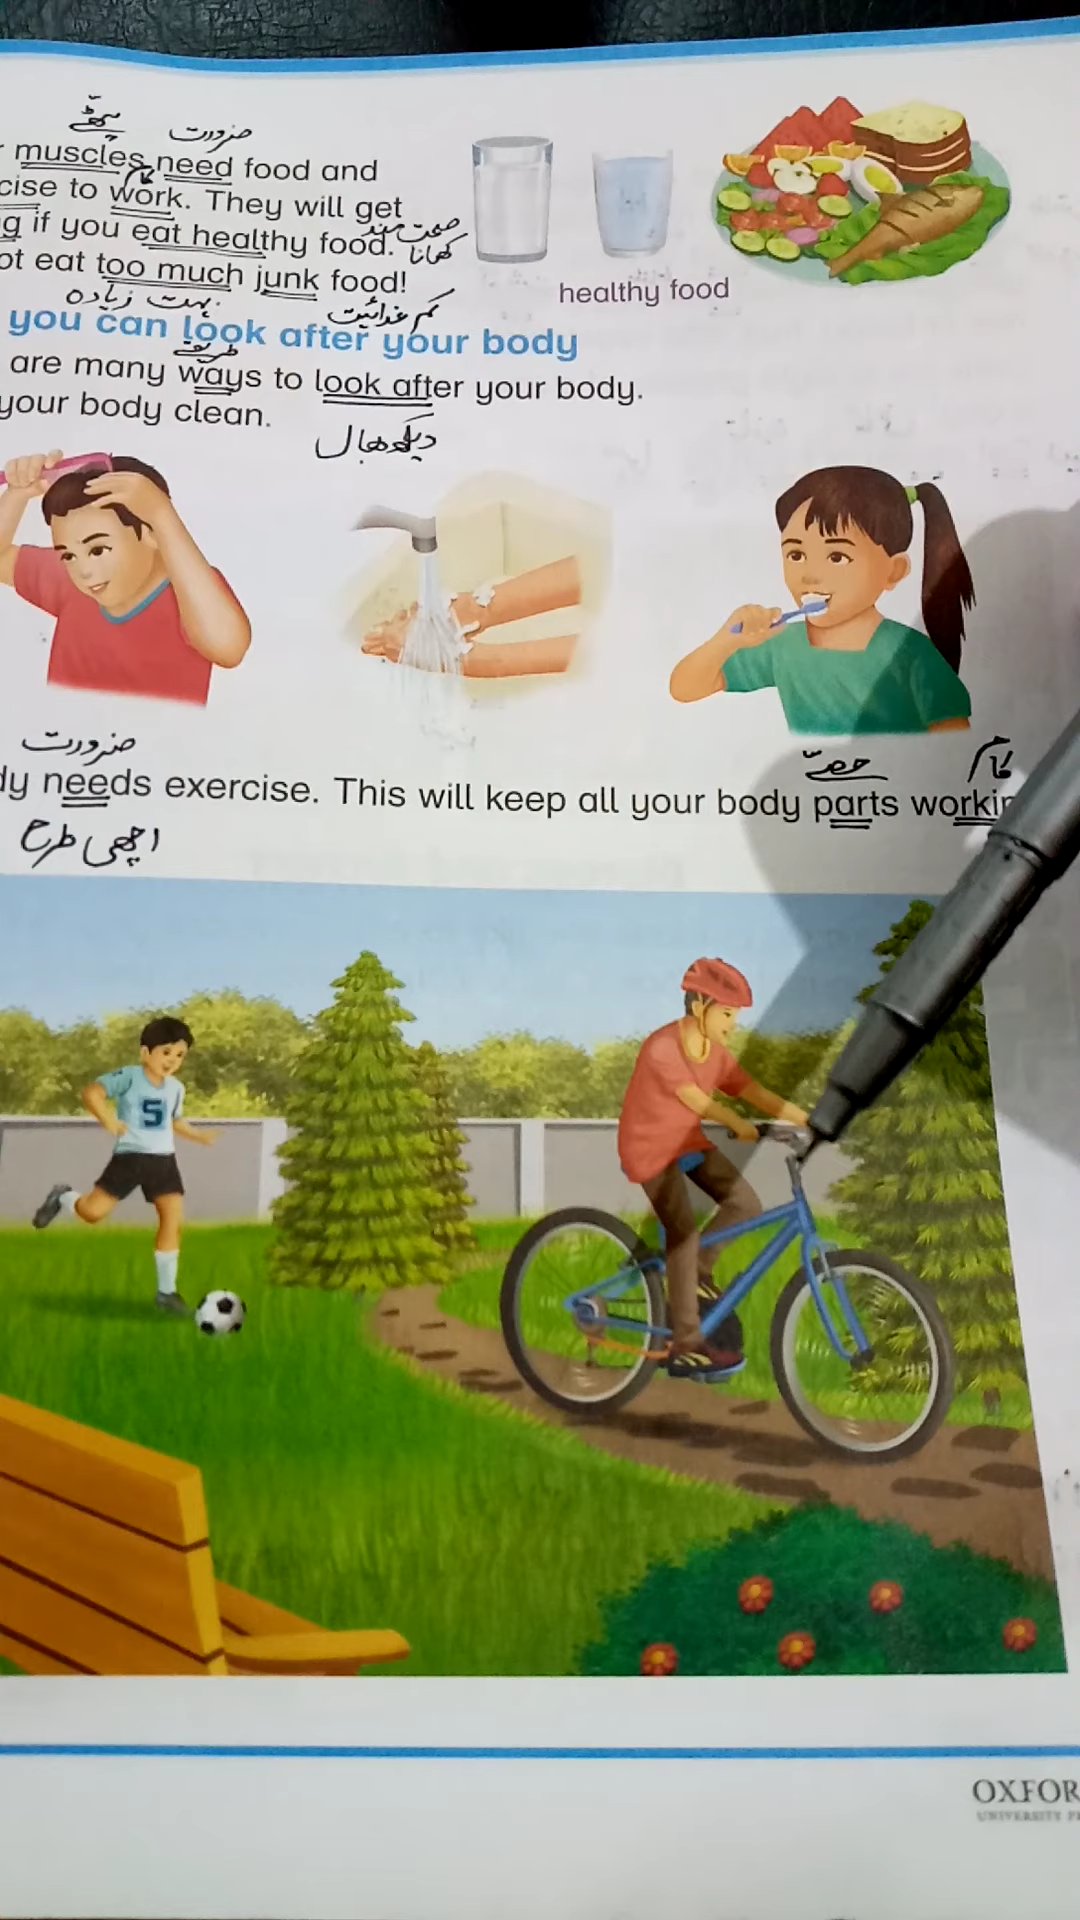 پٹھے ضرورت
muscles need food and
cise to work. They will get
کام
g if you eat healthy food.
صحت مند کھانا
ot eat too much junk food!
بہت زیادہ کم غذائیت
you can look after your body
طریقے
are many ways to look after your body.
your body clean.
دیکھ بھال
healthy food
ضرورت حصے کام
dy needs exercise. This will keep all your body parts workin
اچھی طرح
5
OXFOR
UNIVERSITY P